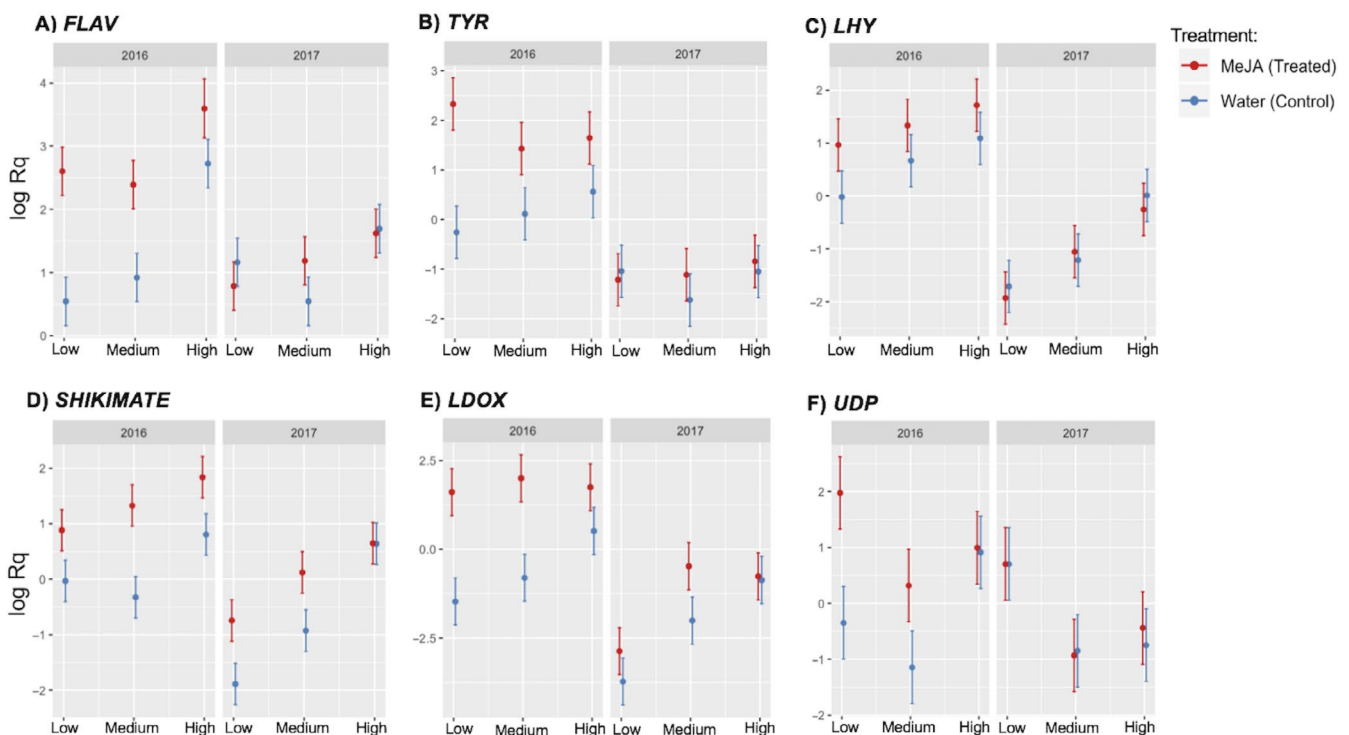 A) FLAV
2016 2017
log Rq
4
3
2
1
0
Low Medium High Low Medium High
B) TYR
2016 2017
3
2
1
0
−1
−2
Low Medium High Low Medium High
C) LHY
2016 2017
2
1
0
−1
−2
Low Medium High Low Medium High
Treatment:
MeJA (Treated)
Water (Control)
D) SHIKIMATE
2016 2017
log Rq
2
1
0
−1
−2
Low Medium High Low Medium High
E) LDOX
2016 2017
2.5
0.0
−2.5
Low Medium High Low Medium High
F) UDP
2016 2017
2
1
0
−1
−2
Low Medium High Low Medium High